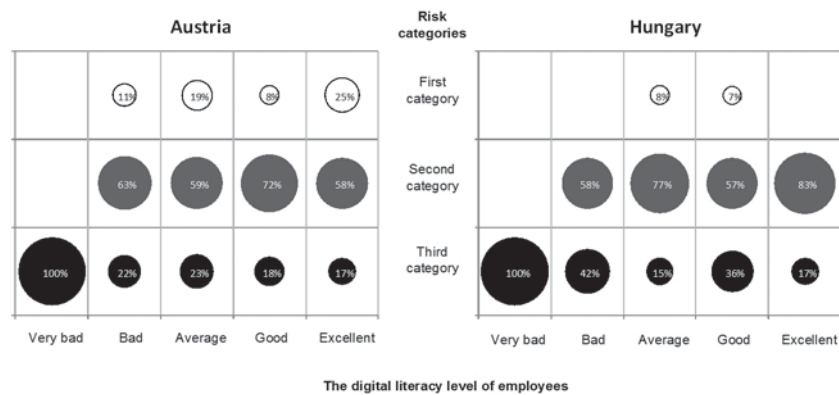 Austria
Risk
categories
Hungary
First
category
11% 19% 8% 25% 8% 7%
Second
category
63% 59% 72% 58% 58% 77% 57% 83%
Third
category
100% 22% 23% 18% 17% 100% 42% 15% 36% 17%
Very bad Bad Average Good Excellent Very bad Bad Average Good Excellent
The digital literacy level of employees